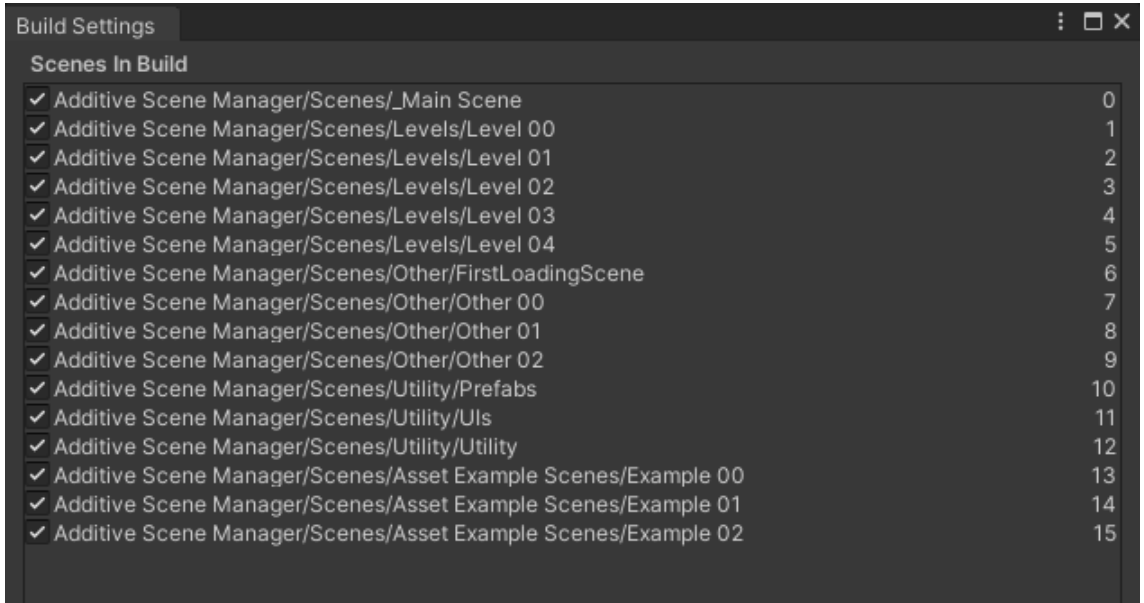 Build Settings
Scenes In Build
Additive Scene Manager/Scenes/_Main Scene 0
Additive Scene Manager/Scenes/Levels/Level 00 1
Additive Scene Manager/Scenes/Levels/Level 01 2
Additive Scene Manager/Scenes/Levels/Level 02 3
Additive Scene Manager/Scenes/Levels/Level 03 4
Additive Scene Manager/Scenes/Levels/Level 04 5
Additive Scene Manager/Scenes/Other/FirstLoadingScene 6
Additive Scene Manager/Scenes/Other/Other 00 7
Additive Scene Manager/Scenes/Other/Other 01 8
Additive Scene Manager/Scenes/Other/Other 02 9
Additive Scene Manager/Scenes/Utility/Prefabs 10
Additive Scene Manager/Scenes/Utility/UIs 11
Additive Scene Manager/Scenes/Utility/Utility 12
Additive Scene Manager/Scenes/Asset Example Scenes/Example 00 13
Additive Scene Manager/Scenes/Asset Example Scenes/Example 01 14
Additive Scene Manager/Scenes/Asset Example Scenes/Example 02 15